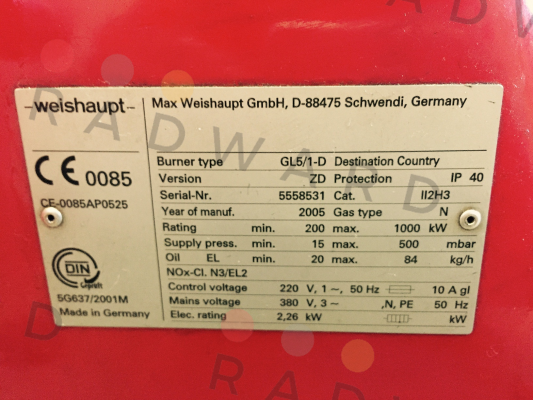 -weishaupt-
Max Weishaupt GmbH, D-88475 Schwendi, Germany
CE 0085
CE-0085AP0525
DIN
geprüft
5G637/2001M
Made in Germany
Burner type GL5/1-D Destination Country
Version ZD Protection IP 40
Serial-Nr. 5558531 Cat. II2H3
Year of manuf. 2005 Gas type N
Rating min. 200 max. 1000 kW
Supply press. min. 15 max. 500 mbar
Oil EL min. 20 max. 84 kg/h
NOx-Cl. N3/EL2
Control voltage 220 V, 1~, 50 Hz 10 A gl
Mains voltage 380 V, 3~ ,N, PE 50 Hz
Elec. rating 2,26 kW kW
RADWARD
RADWARD